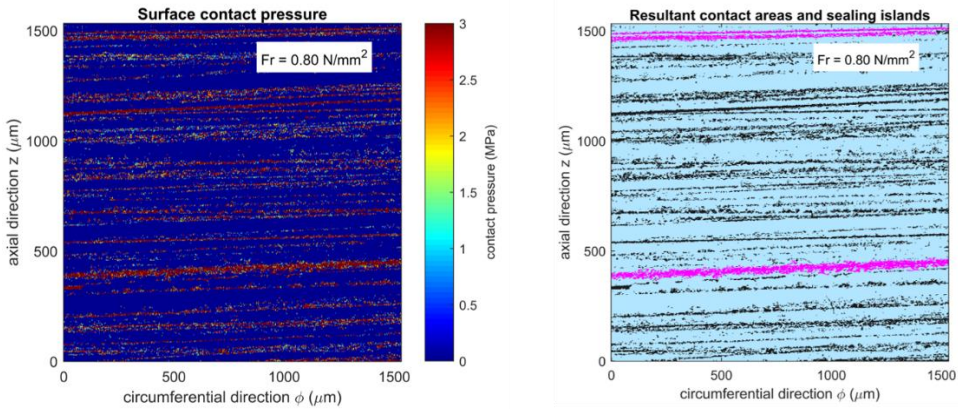 Surface contact pressure
Fr = 0.80 N/mm²
1500
1000
500
0
axial direction z (μm)
0
500
1000
1500
circumferential direction ϕ (μm)
3
2.5
2
1.5
1
0.5
0
contact pressure (MPa)
Resultant contact areas and sealing islands
Fr = 0.80 N/mm²
1500
1000
500
0
axial direction z (μm)
0
500
1000
1500
circumferential direction ϕ (μm)